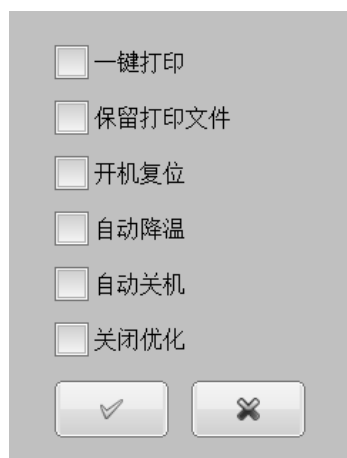 一键打印
保留打印文件
开机复位
自动降温
自动关机
关闭优化